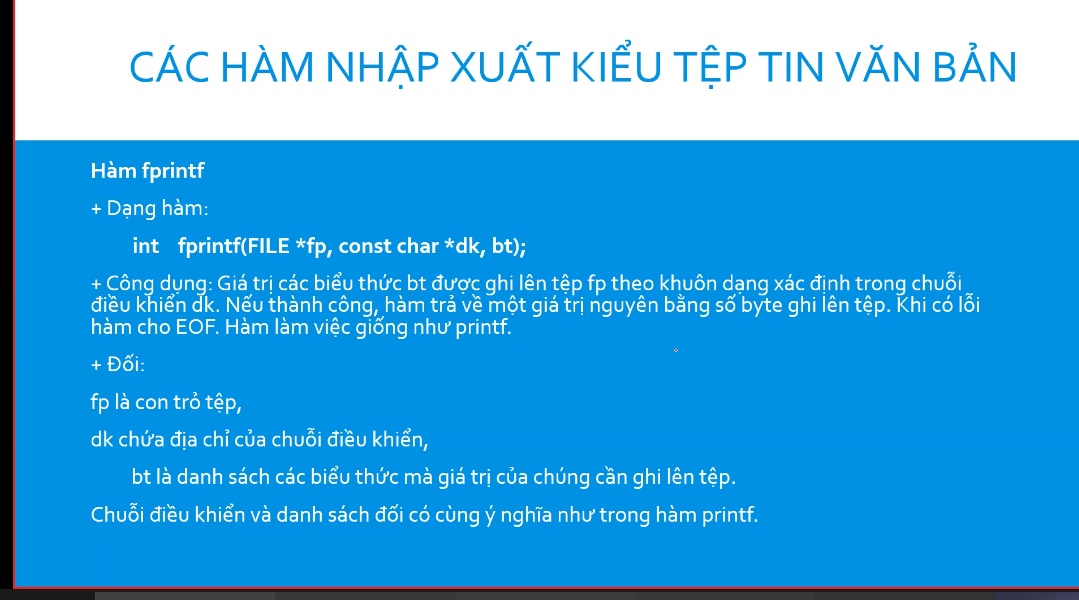 CÁC HÀM NHẬP XUẤT KIỂU TỆP TIN VĂN BẢN
Hàm fprintf
+ Dạng hàm:
int fprintf(FILE *fp, const char *dk, bt);
+ Công dụng: Giá trị các biểu thức bt được ghi lên tệp fp theo khuôn dạng xác định trong chuỗi
điều khiển dk. Nếu thành công, hàm trả về một giá trị nguyên bằng số byte ghi lên tệp. Khi có lỗi
hàm cho EOF. Hàm làm việc giống như printf.
+ Đối:
fp là con trỏ tệp,
dk chứa địa chỉ của chuỗi điều khiển,
bt là danh sách các biểu thức mà giá trị của chúng cần ghi lên tệp.
Chuỗi điều khiển và danh sách đối có cùng ý nghĩa như trong hàm printf.